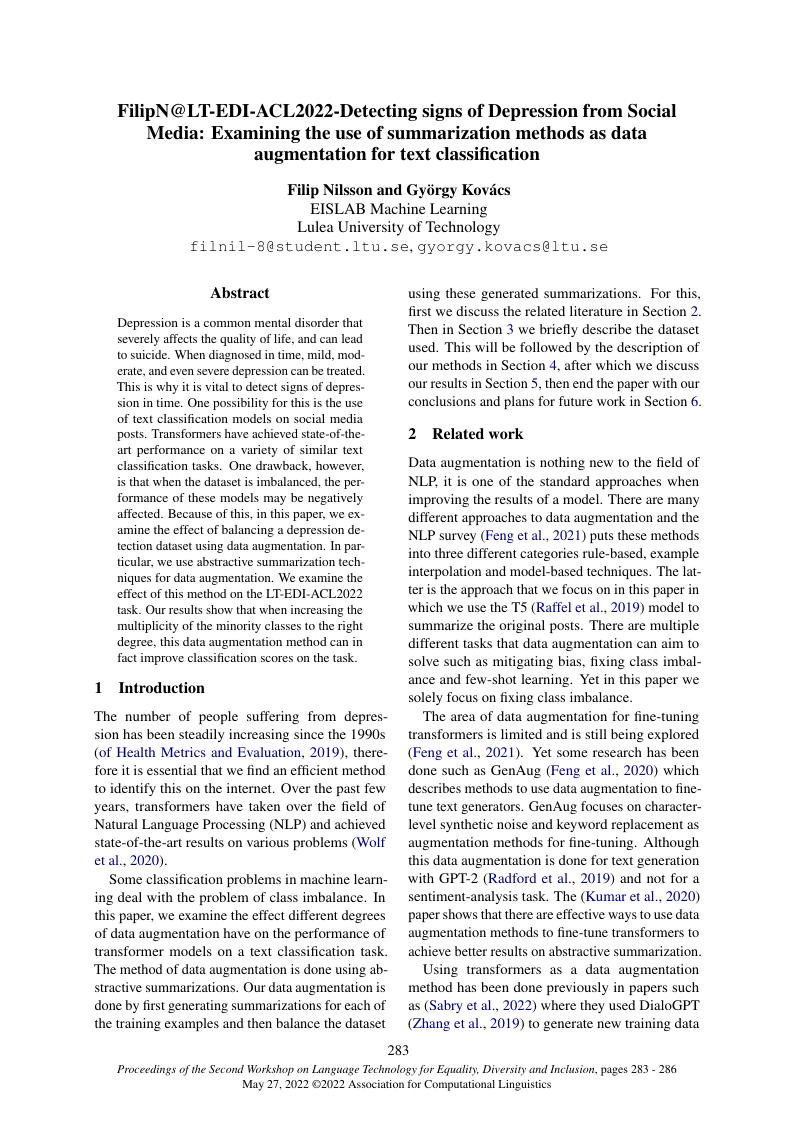 FilipN@LT-EDI-ACL2022-Detecting signs of Depression from Social
Media: Examining the use of summarization methods as data
augmentation for text classification
Filip Nilsson and György Kovács
EISLAB Machine Learning
Lulea University of Technology
filnil-8@student.ltu.se, gyorgy.kovacs@ltu.se
Abstract
Depression is a common mental disorder that
severely affects the quality of life, and can lead
to suicide. When diagnosed in time, mild, mod-
erate, and even severe depression can be treated.
This is why it is vital to detect signs of depres-
sion in time. One possibility for this is the use
of text classification models on social media
posts. Transformers have achieved state-of-the-
art performance on a variety of similar text
classification tasks. One drawback, however,
is that when the dataset is imbalanced, the per-
formance of these models may be negatively
affected. Because of this, in this paper, we ex-
amine the effect of balancing a depression de-
tection dataset using data augmentation. In par-
ticular, we use abstractive summarization tech-
niques for data augmentation. We examine the
effect of this method on the LT-EDI-ACL2022
task. Our results show that when increasing the
multiplicity of the minority classes to the right
degree, this data augmentation method can in
fact improve classification scores on the task.
1 Introduction
The number of people suffering from depres-
sion has been steadily increasing since the 1990s
(of Health Metrics and Evaluation, 2019), there-
fore it is essential that we find an efficient method
to identify this on the internet. Over the past few
years, transformers have taken over the field of
Natural Language Processing (NLP) and achieved
state-of-the-art results on various problems (Wolf
et al., 2020).
Some classification problems in machine learn-
ing deal with the problem of class imbalance. In
this paper, we examine the effect different degrees
of data augmentation have on the performance of
transformer models on a text classification task.
The method of data augmentation is done using ab-
stractive summarizations. Our data augmentation is
done by first generating summarizations for each of
the training examples and then balance the dataset
using these generated summarizations. For this,
first we discuss the related literature in Section 2.
Then in Section 3 we briefly describe the dataset
used. This will be followed by the description of
our methods in Section 4, after which we discuss
our results in Section 5, then end the paper with our
conclusions and plans for future work in Section 6.
2 Related work
Data augmentation is nothing new to the field of
NLP, it is one of the standard approaches when
improving the results of a model. There are many
different approaches to data augmentation and the
NLP survey (Feng et al., 2021) puts these methods
into three different categories rule-based, example
interpolation and model-based techniques. The lat-
ter is the approach that we focus on in this paper in
which we use the T5 (Raffel et al., 2019) model to
summarize the original posts. There are multiple
different tasks that data augmentation can aim to
solve such as mitigating bias, fixing class imbal-
ance and few-shot learning. Yet in this paper we
solely focus on fixing class imbalance.
The area of data augmentation for fine-tuning
transformers is limited and is still being explored
(Feng et al., 2021). Yet some research has been
done such as GenAug (Feng et al., 2020) which
describes methods to use data augmentation to fine-
tune text generators. GenAug focuses on character-
level synthetic noise and keyword replacement as
augmentation methods for fine-tuning. Although
this data augmentation is done for text generation
with GPT-2 (Radford et al., 2019) and not for a
sentiment-analysis task. The (Kumar et al., 2020)
paper shows that there are effective ways to use data
augmentation methods to fine-tune transformers to
achieve better results on abstractive summarization.
Using transformers as a data augmentation
method has been done previously in papers such
as (Sabry et al., 2022) where they used DialoGPT
(Zhang et al., 2019) to generate new training data
283
Proceedings of the Second Workshop on Language Technology for Equality, Diversity and Inclusion, pages 283 - 286
May 27, 2022 ©2022 Association for Computational Linguistics